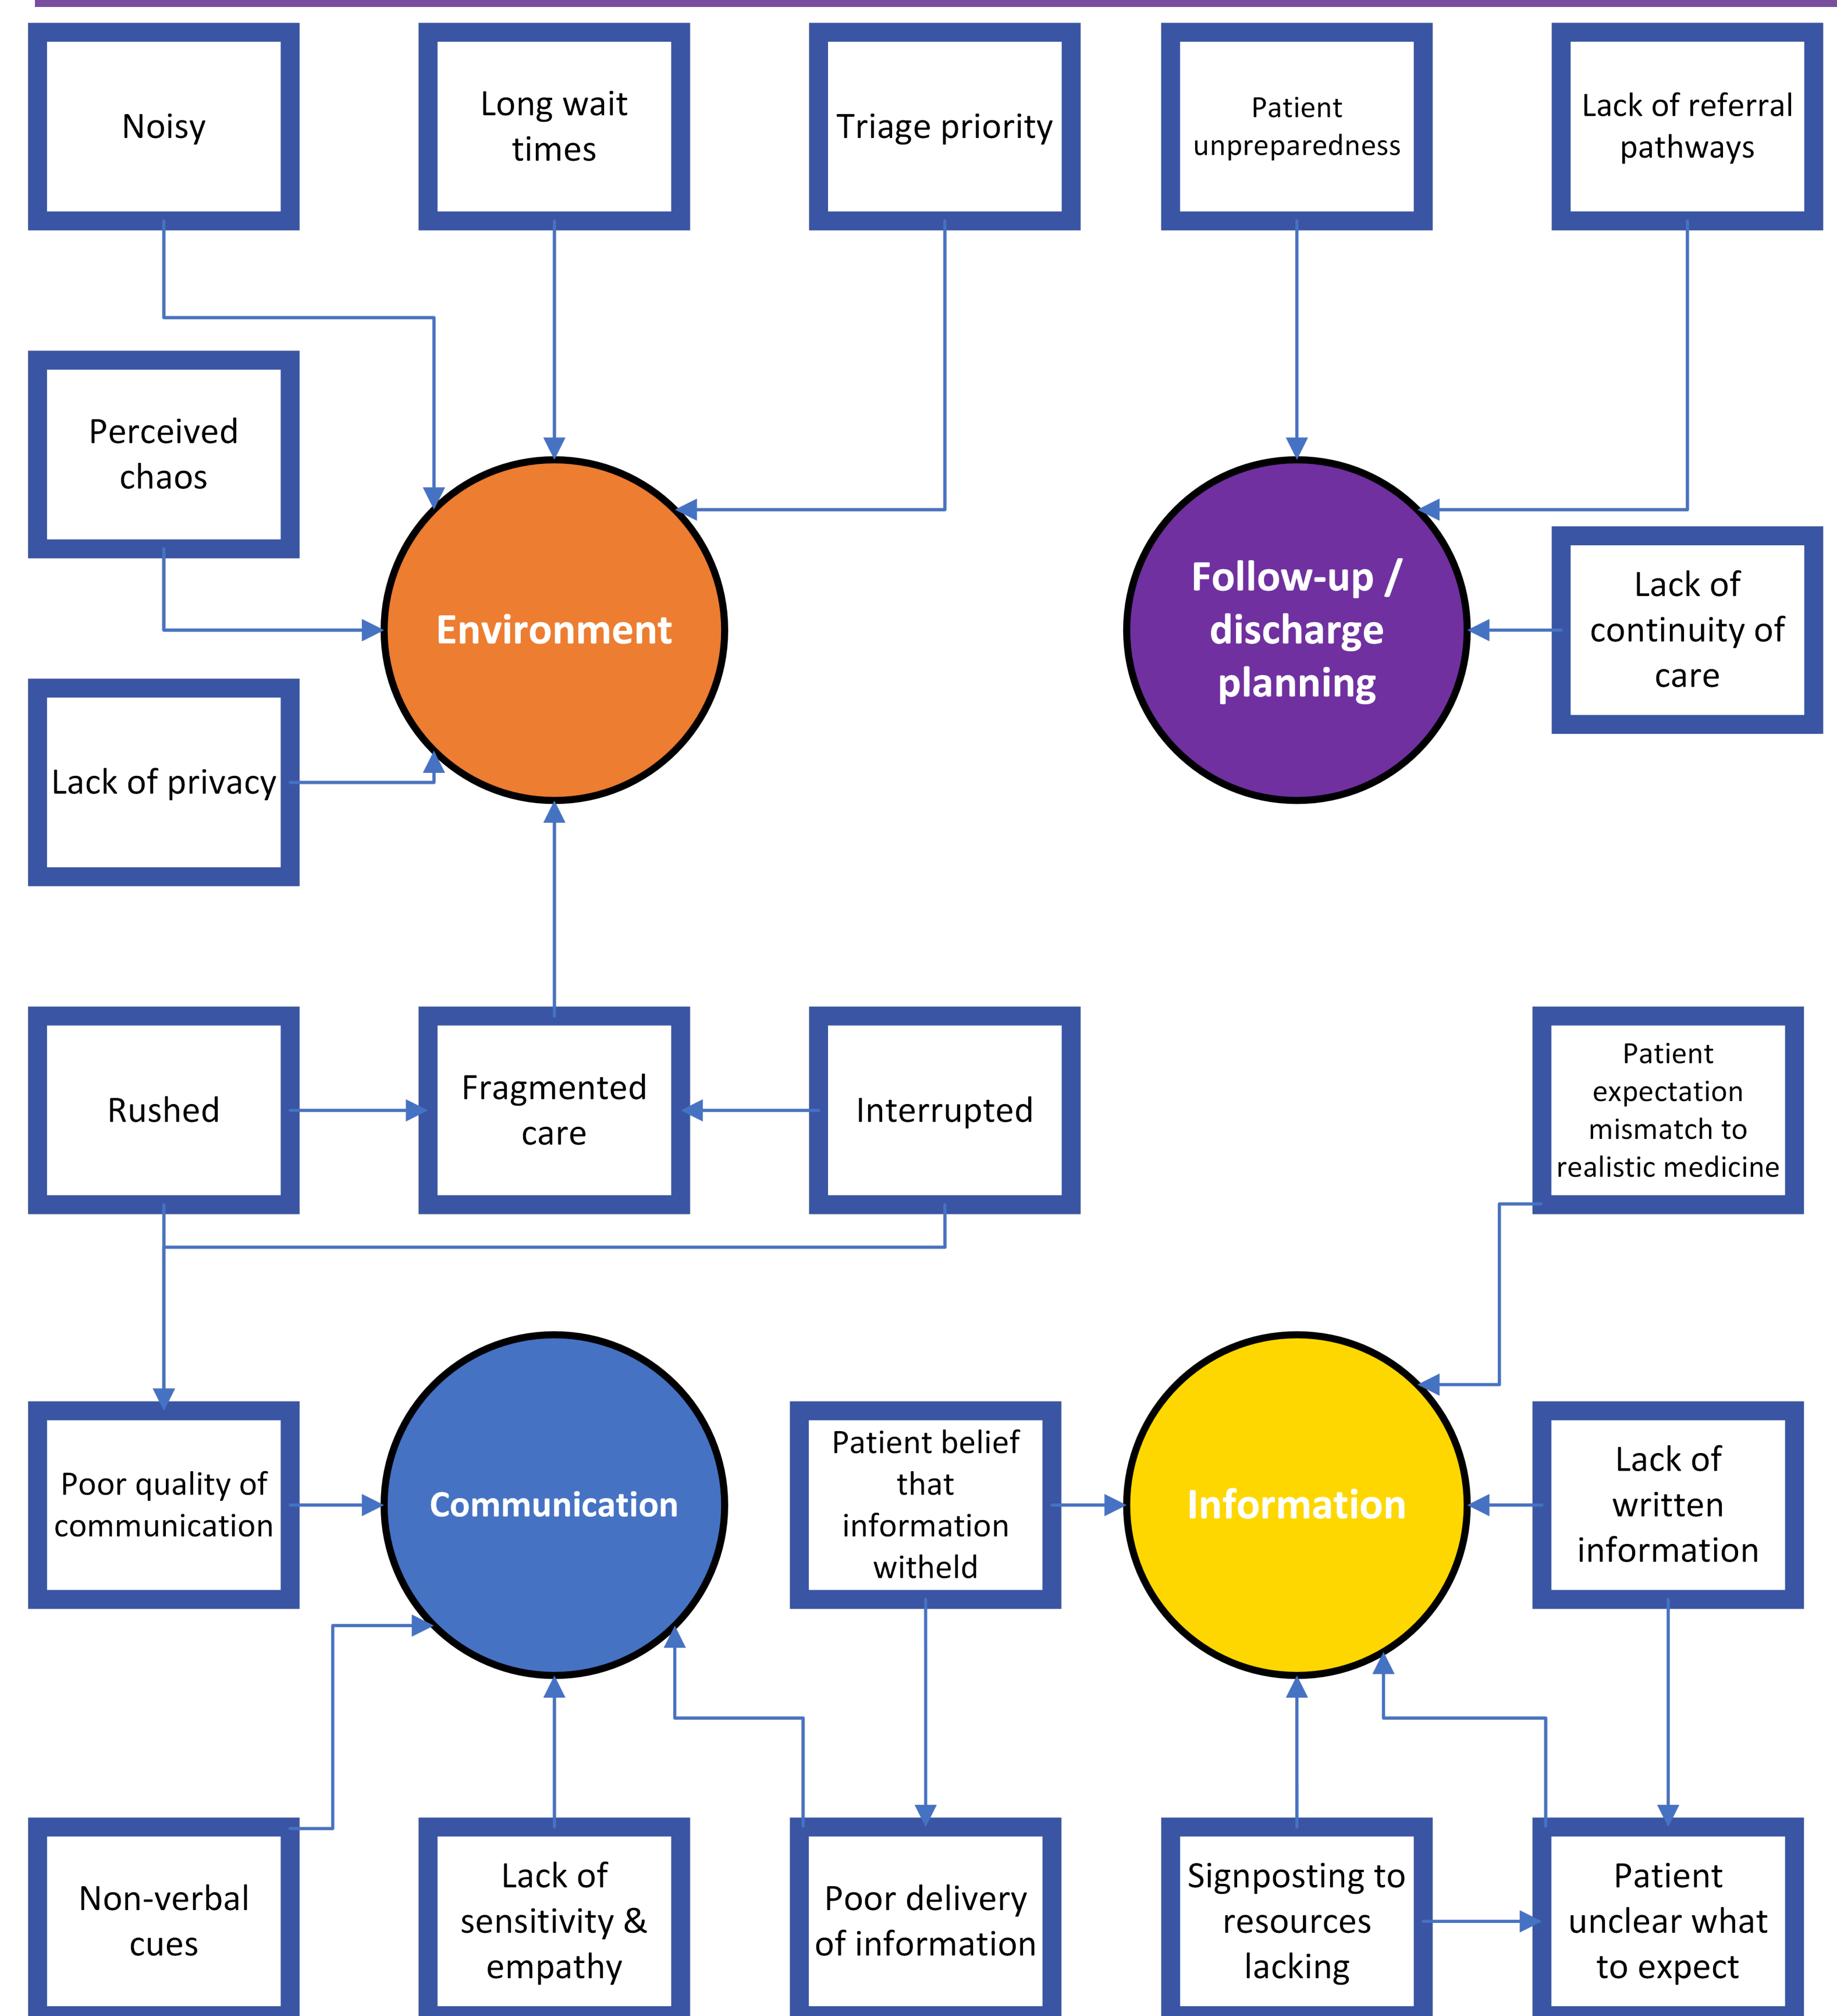 Noisy
Long wait
times
Triage priority
Patient
unpreparedness
Lack of referral
pathways
Perceived
chaos
Environment
Follow-up /
discharge
planning
Lack of
continuity of
care
Lack of privacy
Rushed
Fragmented
care
Interrupted
Patient
expectation
mismatch to
realistic medicine
Poor quality of
communication
Communication
Patient belief
that
information
witheld
Information
Lack of
written
information
Non-verbal
cues
Lack of
sensitivity &
empathy
Poor delivery
of information
Signposting to
resources
lacking
Patient
unclear what
to expect